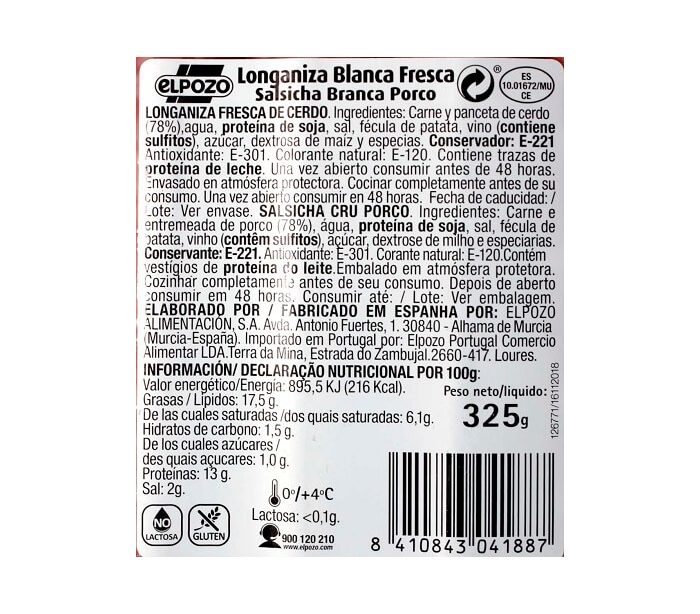 ELPOZO
Longaniza Blanca Fresca
Salsicha Branca Porco
®
ES
10.01672/MU
CE
LONGANIZA FRESCA DE CERDO. Ingredientes: Carne y panceta de cerdo
(78%),agua, proteína de soja, sal, fécula de patata, vino (contiene
sulfitos), azúcar, dextrosa de maíz y especias. Conservador: E-221
Antioxidante: E-301. Colorante natural: E-120. Contiene trazas de
proteína de leche. Una vez abierto consumir antes de 48 horas.
Envasado en atmósfera protectora. Cocinar completamente antes de su
consumo. Una vez abierto consumir en 48 horas. Fecha de caducidad: /
Lote: Ver envase. SALSICHA CRU PORCO. Ingredientes: Carne e
entremeada de porco (78%), água, proteína de soja, sal, fécula de
batata, vinho (contêm sulfitos), açúcar, dextrose de milho e especiarias.
Conservante: E-221. Antioxidante: E-301. Corante natural: E-120.Contém
vestígios de proteína do leite.Embalado em atmósfera protetora.
Cozinhar completamente antes de seu consumo. Depois de aberto
consumir em 48 horas. Consumir até: / Lote: Ver embalagem.
ELABORADO POR / FABRICADO EM ESPANHA POR: ELPOZO
ALIMENTACIÓN, S.A. Avda. Antonio Fuertes, 1. 30840 - Alhama de Murcia
(Murcia-España). Importado em Portugal por: Elpozo Portugal Comercio
Alimentar LDA.Terra da Mina, Estrada do Zambujal.2660-417. Loures.
INFORMACIÓN/ DECLARAÇÃO NUTRICIONAL POR 100g:
Valor energético/Energia: 895,5 KJ (216 Kcal).
Grasas / Lípidos: 17,5 g.
De las cuales saturadas /dos quais saturadas: 6,1g.
Hidratos de carbono: 1,5 g.
De los cuales azúcares /
des quais açucares: 1,0 g.
Proteínas: 13 g.
Sal: 2g.
Peso neto/líquido:
325g
126771/16112018
0º/+4ºC
Lactosa: <0,1g.
NO
LACTOSA
NO
GLUTEN
900 120 210
www.elpozo.com
8 410843 041887